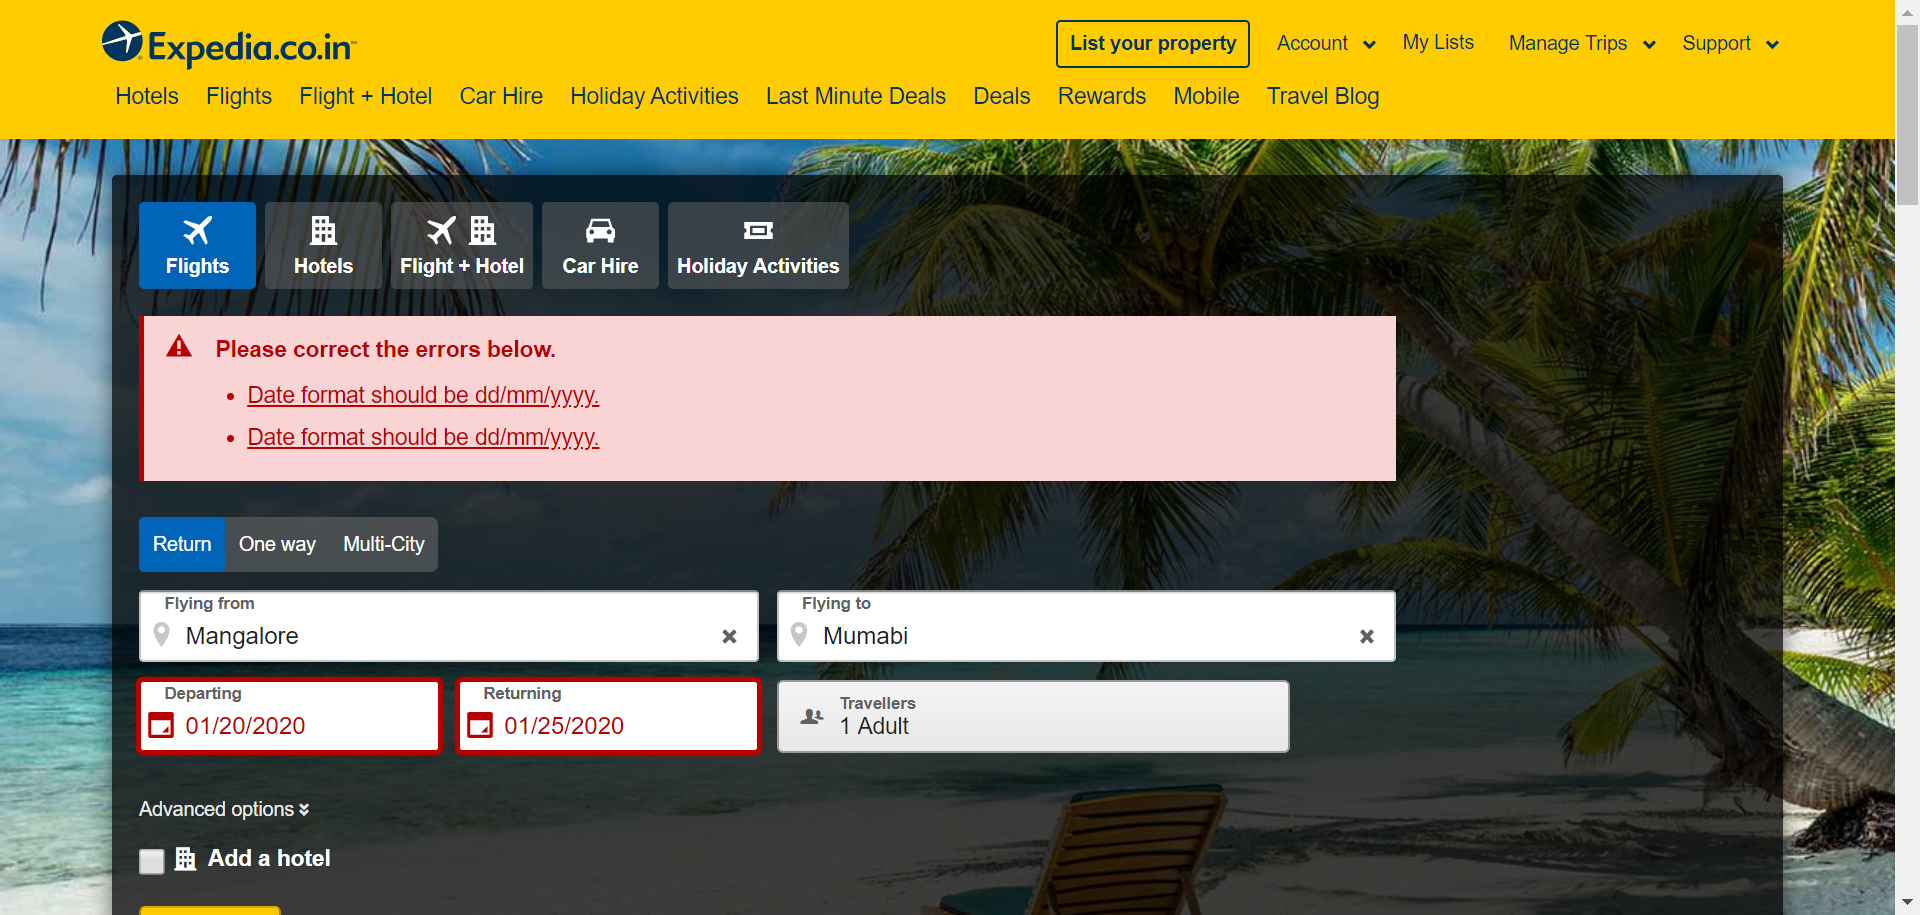 Expedia.co.in™
List your property
Account
My Lists
Manage Trips
Support
Hotels
Flights
Flight + Hotel
Car Hire
Holiday Activities
Last Minute Deals
Deals
Rewards
Mobile
Travel Blog
Flights
Hotels
Flight + Hotel
Car Hire
Holiday Activities
Please correct the errors below.
• Date format should be dd/mm/yyyy.
• Date format should be dd/mm/yyyy.
Return
One way
Multi-City
Flying from
Mangalore
Flying to
Mumabi
Departing
01/20/2020
Returning
01/25/2020
Travellers
1 Adult
Advanced options
Add a hotel